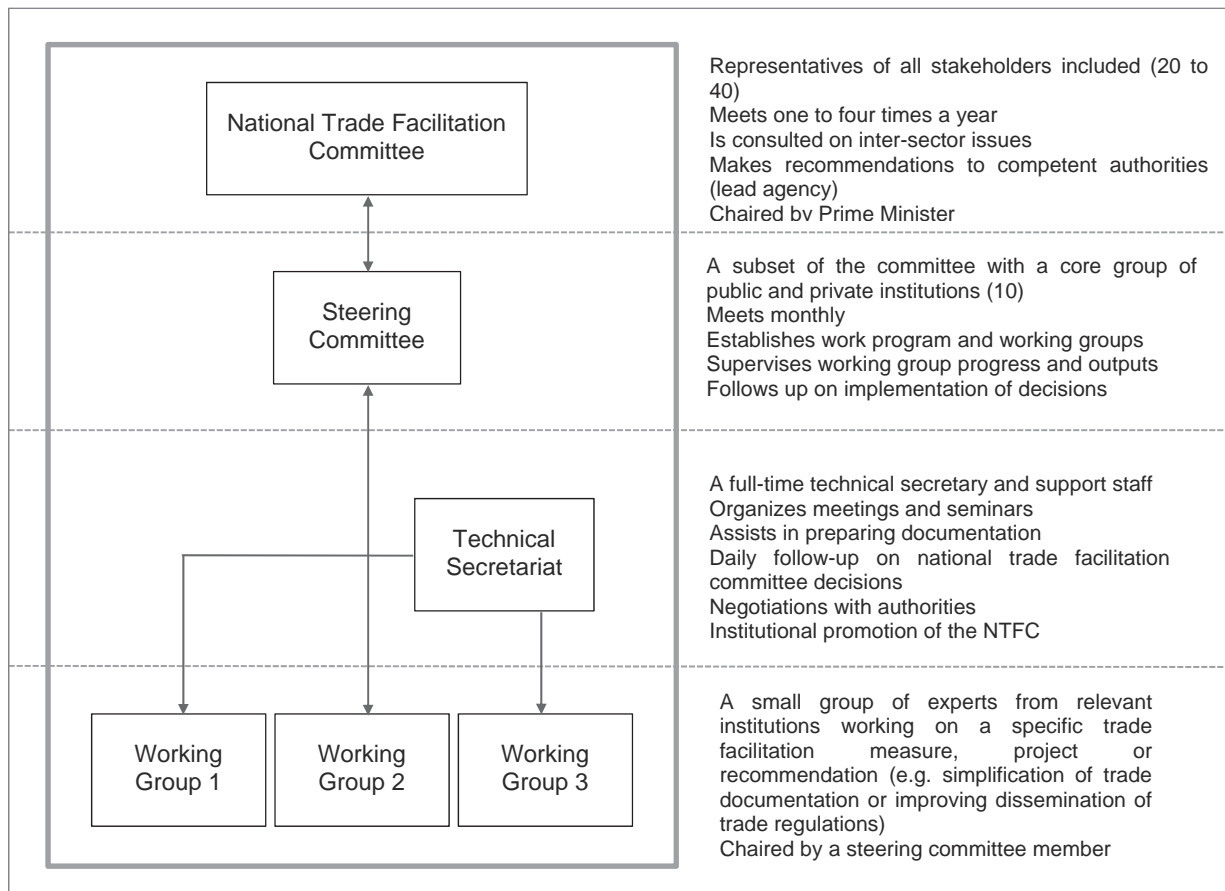 National Trade Facilitation
Committee
Representatives of all stakeholders included (20 to
40)
Meets one to four times a year
Is consulted on inter-sector issues
Makes recommendations to competent authorities
(lead agency)
Chaired by Prime Minister
Steering
Committee
A subset of the committee with a core group of
public and private institutions (10)
Meets monthly
Establishes work program and working groups
Supervises working group progress and outputs
Follows up on implementation of decisions
Technical
Secretariat
A full-time technical secretary and support staff
Organizes meetings and seminars
Assists in preparing documentation
Daily follow-up on national trade facilitation
committee decisions
Negotiations with authorities
Institutional promotion of the NTFC
Working
Group 1
Working
Group 2
Working
Group 3
A small group of experts from relevant
institutions working on a specific trade
facilitation measure, project or
recommendation (e.g. simplification of trade
documentation or improving dissemination of
trade regulations)
Chaired by a steering committee member